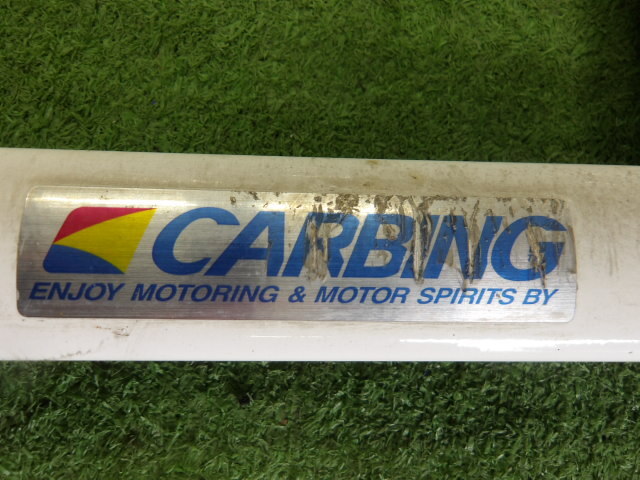 CARBING
ENJOY MOTORING & MOTOR SPIRITS BY